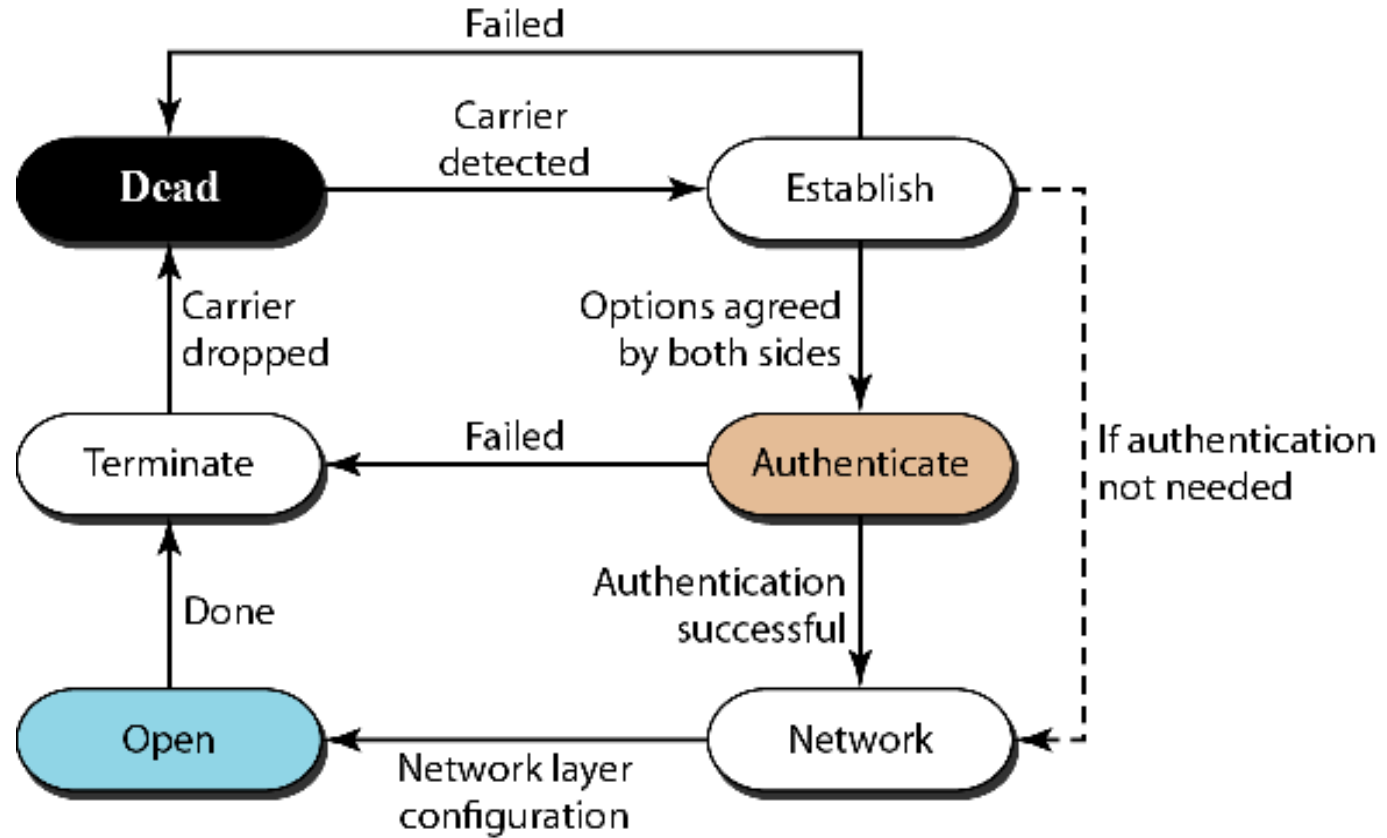 Failed
Carrier
detected
Dead
Establish
Carrier
dropped
Options agreed
by both sides
Terminate
Failed
Authenticate
If authentication
not needed
Done
Authentication
successful
Open
Network
Network layer
configuration